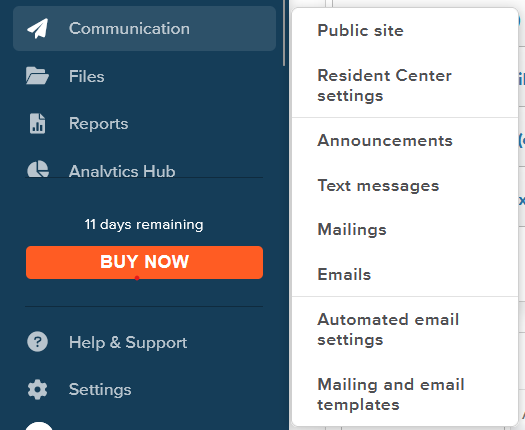 Communication
Files
Reports
Analytics Hub
11 days remaining
BUY NOW
Help & Support
Settings
Public site
Resident Center
settings
Announcements
Text messages
Mailings
Emails
Automated email
settings
Mailing and email
templates